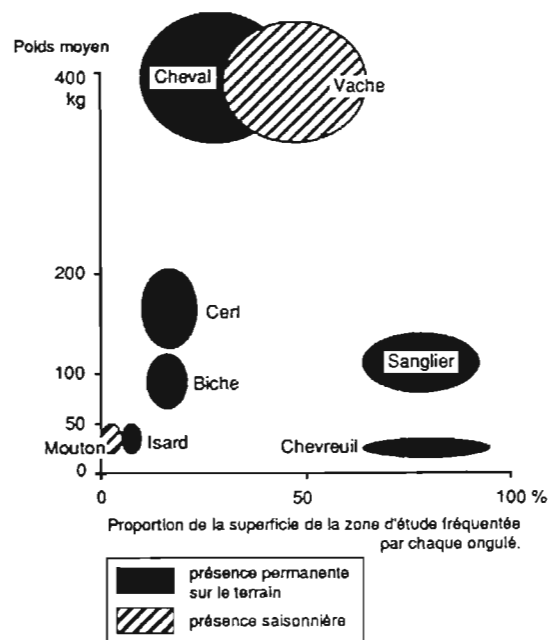 Poids moyen
400
kg
Cheval
Vache
200
Cerf
100
Biche
Sanglier
50
Mouton
Isard
Chevreuil
0
0
50
100 %
Proportion de la superficie de la zone d'étude fréquentée
par chaque ongulé.
présence permanente
sur le terrain
présence saisonnière